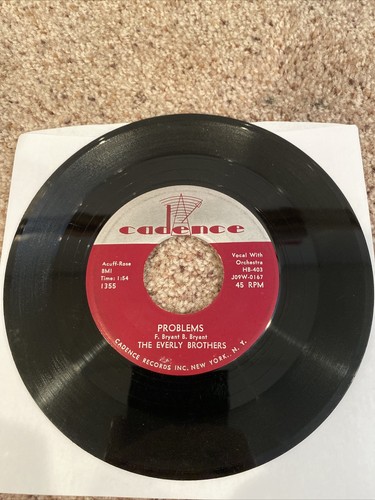 cadence
Acuff-Rose
BMI
Time: 1:54
1355
Vocal With
Orchestra
HB-403
J09W-0167
45 RPM
PROBLEMS
F. Bryant B. Bryant
THE EVERLY BROTHERS
CADENCE RECORDS INC. NEW YORK, N. Y.